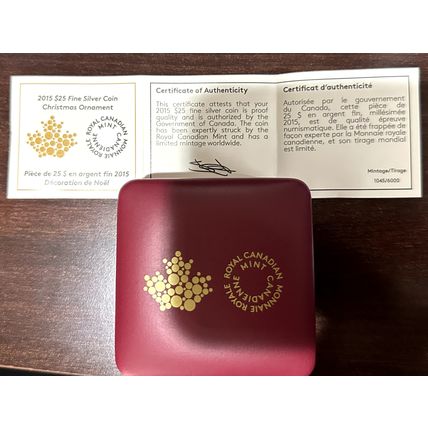 2015 $25 Fine Silver Coin
Christmas Ornament
ROYAL CANADIAN MINT
MONNAIE ROYALE CANADIENNE
Pièce de 25 $ en argent fin 2015
Décoration de Noël
Certificate of Authenticity
This certificate attests that your
2015 $25 fine silver coin is proof
quality and is authorized by the
Government of Canada. The coin
has been expertly struck by the
Royal Canadian Mint and has a
limited mintage worldwide.
Certificat d'authenticité
Autorisée par le gouvernement
du Canada, cette pièce de
25 $ en argent fin, millésimée
2015, est de qualité épreuve
numismatique. Elle a été frappée de
façon experte par la Monnaie royale
canadienne, et son tirage mondial
est limité.
Mintage/Tirage
1045/6000
ROYAL CANADIAN MINT
MONNAIE ROYALE CANADIENNE